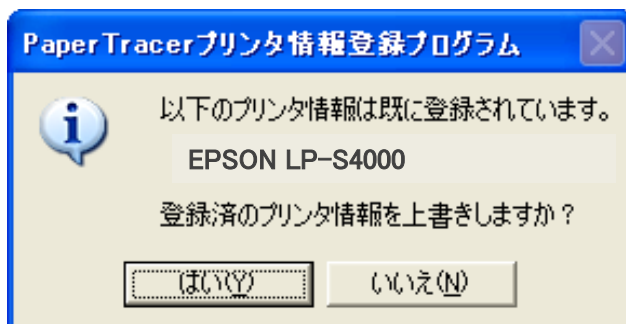 PaperTracerプリンタ情報登録プログラム
以下のプリンタ情報は既に登録されています。
EPSON LP-S4000
登録済のプリンタ情報を上書きしますか？
はい(Y) いいえ(N)